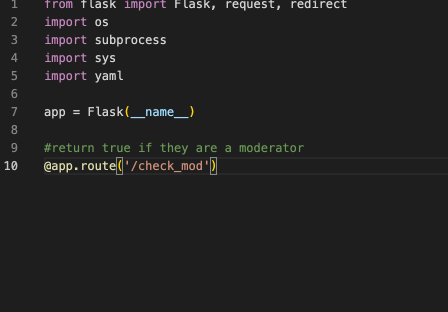 1 from flask import Flask, request, redirect
2 import os
3 import subprocess
4 import sys
5 import yaml
6
7 app = Flask(__name__)
8
9 #return true if they are a moderator
10 @app.route('/check_mod')